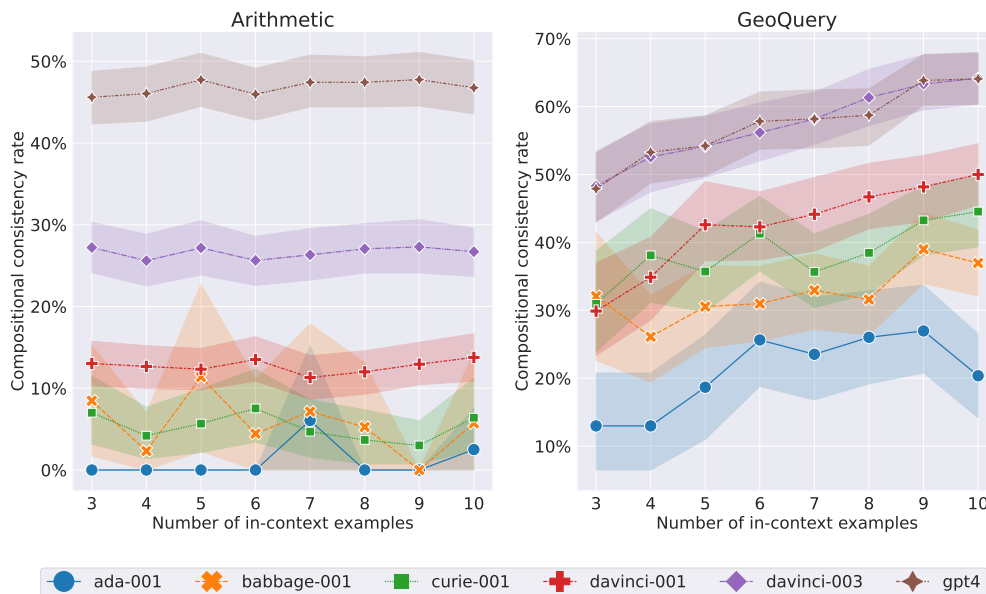 Arithmetic
Compositional consistency rate
50%
40%
30%
20%
10%
0%
3 4 5 6 7 8 9 10
Number of in-context examples
GeoQuery
Compositional consistency rate
70%
60%
50%
40%
30%
20%
10%
3 4 5 6 7 8 9 10
Number of in-context examples
ada-001 babbage-001 curie-001 davinci-001 davinci-003 gpt4